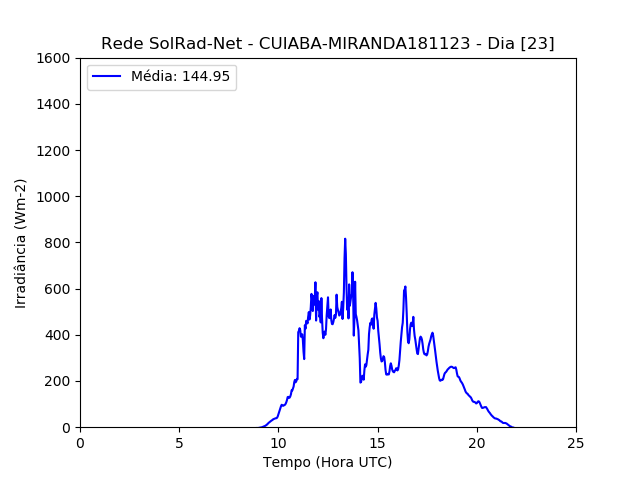 Rede SolRad-Net - CUIABA-MIRANDA181123 - Dia [23]
Média: 144.95
1600
1400
1200
1000
800
600
400
200
0
Irradiância (Wm-2)
0 5 10 15 20 25
Tempo (Hora UTC)